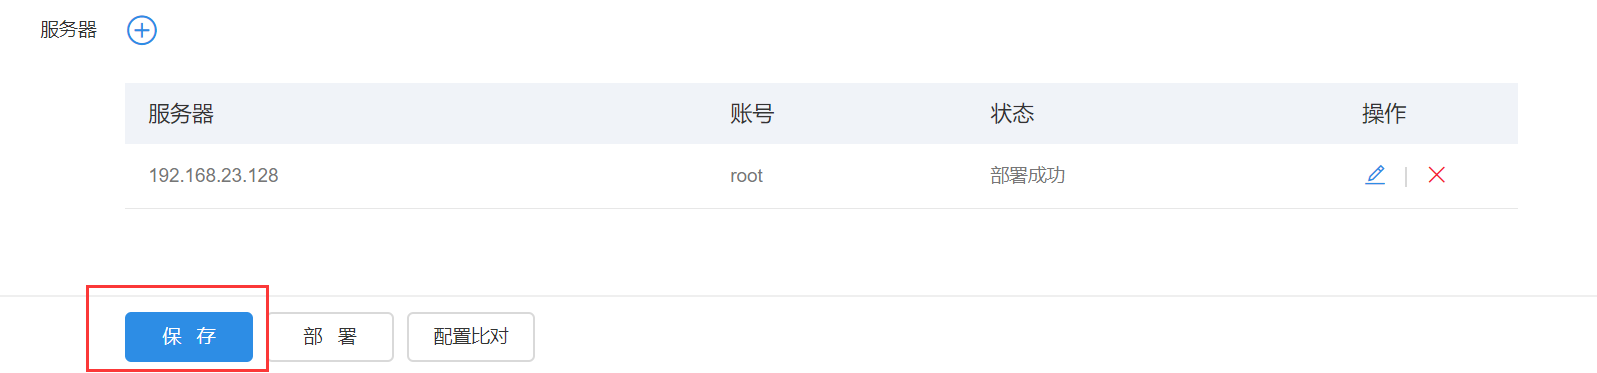 服务器
服务器 账号 状态 操作
192.168.23.128 root 部署成功
保 存 部 署 配置比对